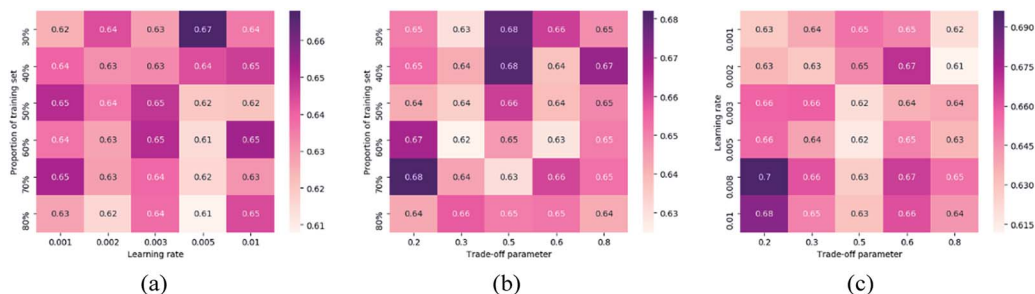 30% 0.62 0.64 0.63 0.67 0.64
40% 0.64 0.63 0.63 0.64 0.65
50% 0.65 0.64 0.65 0.62 0.62
60% 0.64 0.63 0.65 0.61 0.65
70% 0.65 0.63 0.64 0.62 0.63
80% 0.63 0.62 0.64 0.61 0.65
0.001 0.002 0.003 0.005 0.01
Proportion of training set
Learning rate
0.66
0.65
0.64
0.63
0.62
0.61
(a)
30% 0.65 0.63 0.68 0.66 0.65
40% 0.65 0.64 0.68 0.64 0.67
50% 0.64 0.64 0.66 0.64 0.65
60% 0.67 0.62 0.65 0.63 0.65
70% 0.68 0.64 0.63 0.66 0.65
80% 0.64 0.66 0.65 0.65 0.64
0.2 0.3 0.5 0.6 0.8
Proportion of training set
Trade-off parameter
0.68
0.67
0.66
0.65
0.64
0.63
(b)
0.001 0.63 0.64 0.65 0.65 0.62
0.002 0.63 0.63 0.65 0.67 0.61
0.003 0.66 0.66 0.62 0.64 0.64
0.005 0.66 0.64 0.62 0.65 0.63
0.008 0.7 0.66 0.63 0.67 0.65
0.01 0.68 0.65 0.63 0.66 0.64
0.2 0.3 0.5 0.6 0.8
Learning rate
Trade-off parameter
0.690
0.675
0.660
0.645
0.630
0.615
(c)